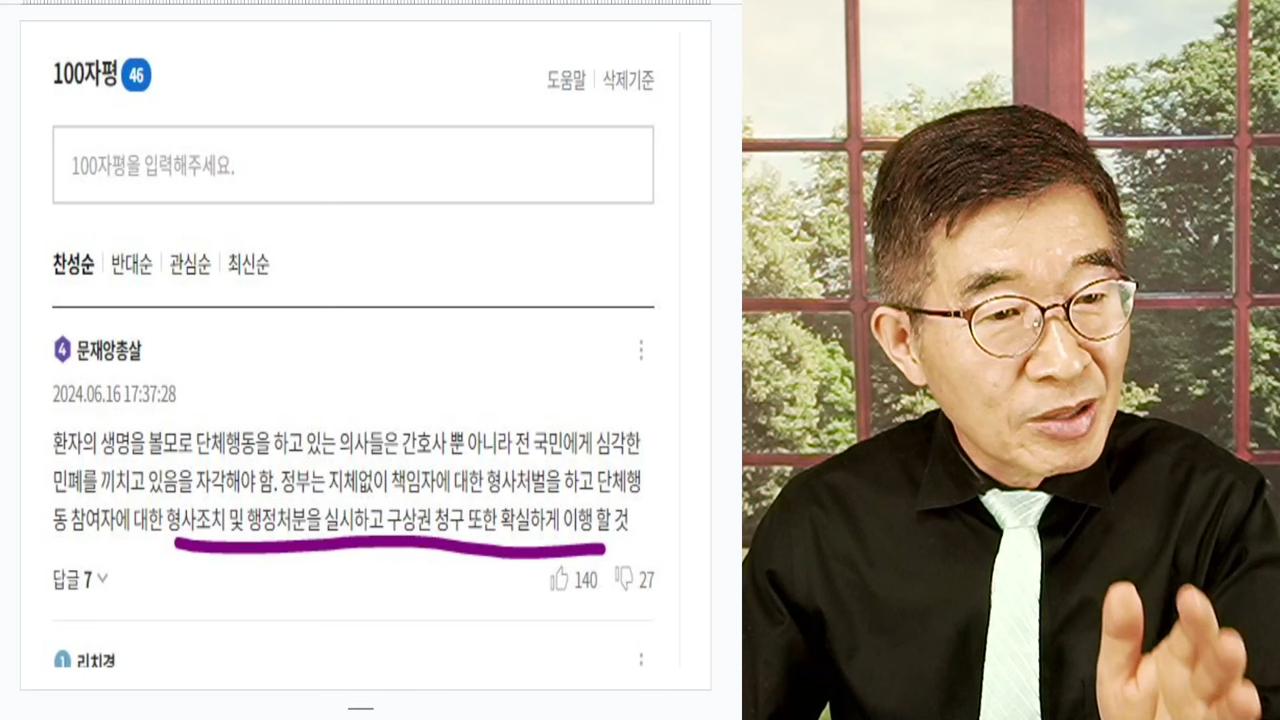 100자평 46
도움말 | 삭제기준
100자평을 입력해주세요.
찬성순 | 반대순 | 관심순 | 최신순
4 문재앙총살
2024.06.16 17:37:28
환자의 생명을 볼모로 단체행동을 하고 있는 의사들은 간호사 뿐 아니라 전 국민에게 심각한
민폐를 끼치고 있음을 자각해야 함. 정부는 지체없이 책임자에 대한 형사처벌을 하고 단체행
동 참여자에 대한 형사조치 및 행정처분을 실시하고 구상권 청구 또한 확실하게 이행 할 것
답글 7
140 27
1 리치경